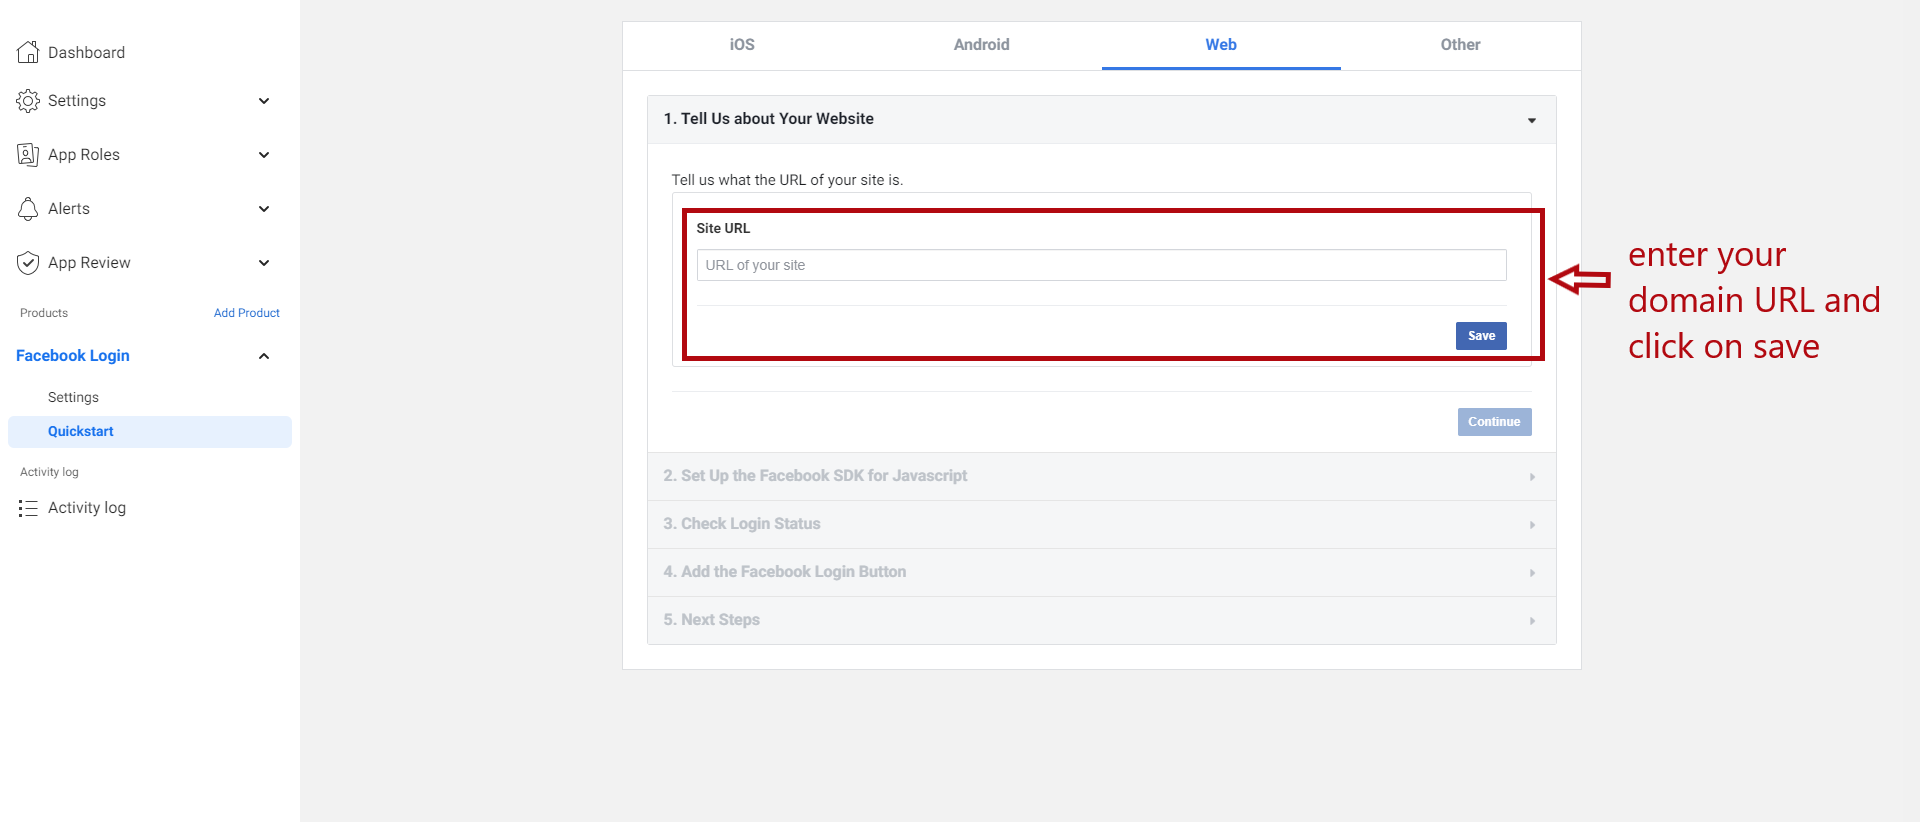 Dashboard
Settings
App Roles
Alerts
App Review
Products Add Product
Facebook Login
Settings
Quickstart
Activity log
Activity log
iOS Android Web Other
1. Tell Us about Your Website
Tell us what the URL of your site is.
Site URL
URL of your site
Save
Continue
2. Set Up the Facebook SDK for Javascript
3. Check Login Status
4. Add the Facebook Login Button
5. Next Steps
enter your
domain URL and
click on save